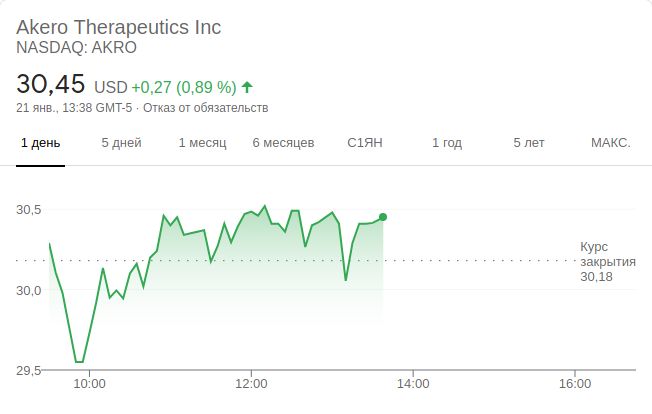 Akero Therapeutics Inc
NASDAQ: AKRO
30,45 USD +0,27 (0,89 %)
21 янв., 13:38 GMT-5 · Отказ от обязательств
1 день 5 дней 1 месяц 6 месяцев С1ЯН 1 год 5 лет МАКС.
30,5
Курс
закрытия
30,18
30,0
29,5
10:00 12:00 14:00 16:00